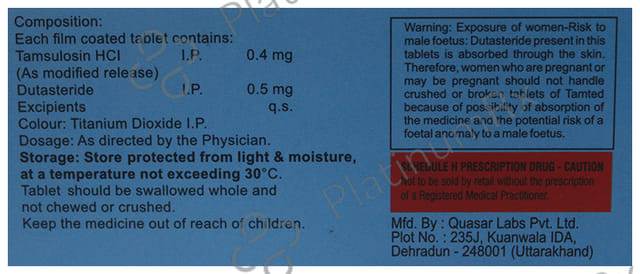 Composition:
Each film coated tablet contains:
Tamsulosin HCI I.P. 0.4 mg
(As modified release)
Dutasteride I.P. 0.5 mg
Excipients q.s.
Colour: Titanium Dioxide I.P.
Dosage: As directed by the Physician.
Storage: Store protected from light & moisture,
at a temperature not exceeding 30°C.
Tablet should be swallowed whole and
not chewed or crushed.
Keep the medicine out of reach of children.
Warning: Exposure of women-Risk to
male foetus: Dutasteride present in this
tablets is absorbed through the skin.
Therefore, women who are pregnant or
may be pregnant should not handle
crushed or broken tablets of Tamted
because of possibility of absorption of
the medicine and the potential risk of a
foetal anomaly to a male foetus.
SCHEDULE H PRESCRIPTION DRUG - CAUTION
Not to be sold by retail without the prescription
of a Registered Medical Practitioner.
Mfd. By : Quasar Labs Pvt. Ltd.
Plot No. : 235J, Kuanwala IDA,
Dehradun - 248001 (Uttarakhand)